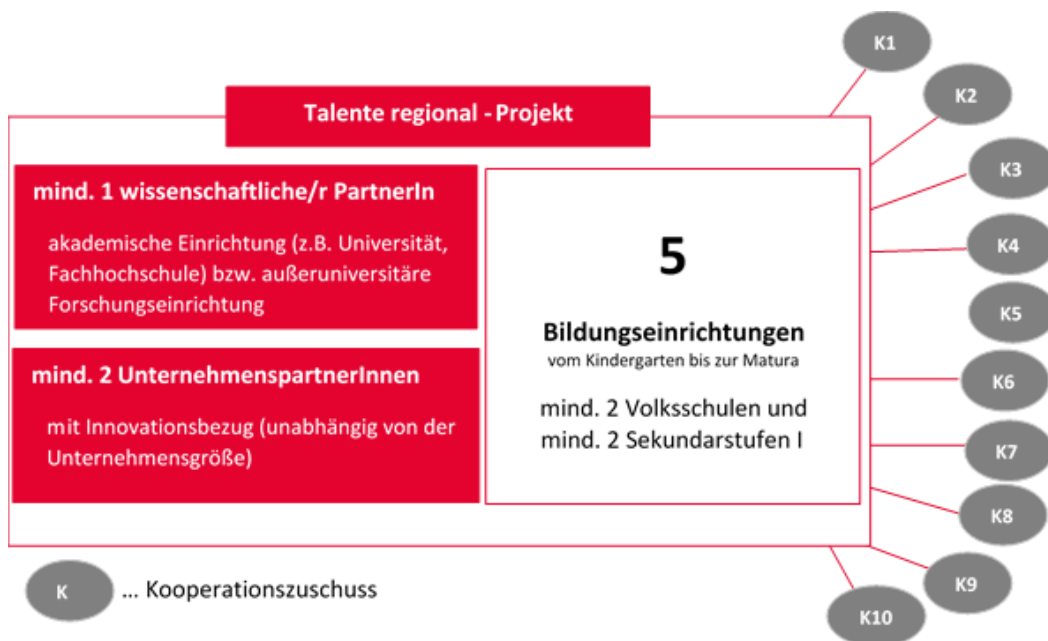 Talente regional - Projekt
mind. 1 wissenschaftliche/r PartnerIn
akademische Einrichtung (z.B. Universität,
Fachhochschule) bzw. außeruniversitäre
Forschungseinrichtung
mind. 2 UnternehmenspartnerInnen
mit Innovationsbezug (unabhängig von der
Unternehmensgröße)
5
Bildungseinrichtungen
vom Kindergarten bis zur Matura
mind. 2 Volksschulen und
mind. 2 Sekundarstufen I
K1
K2
K3
K4
K5
K6
K7
K8
K9
K10
K ... Kooperationszuschuss